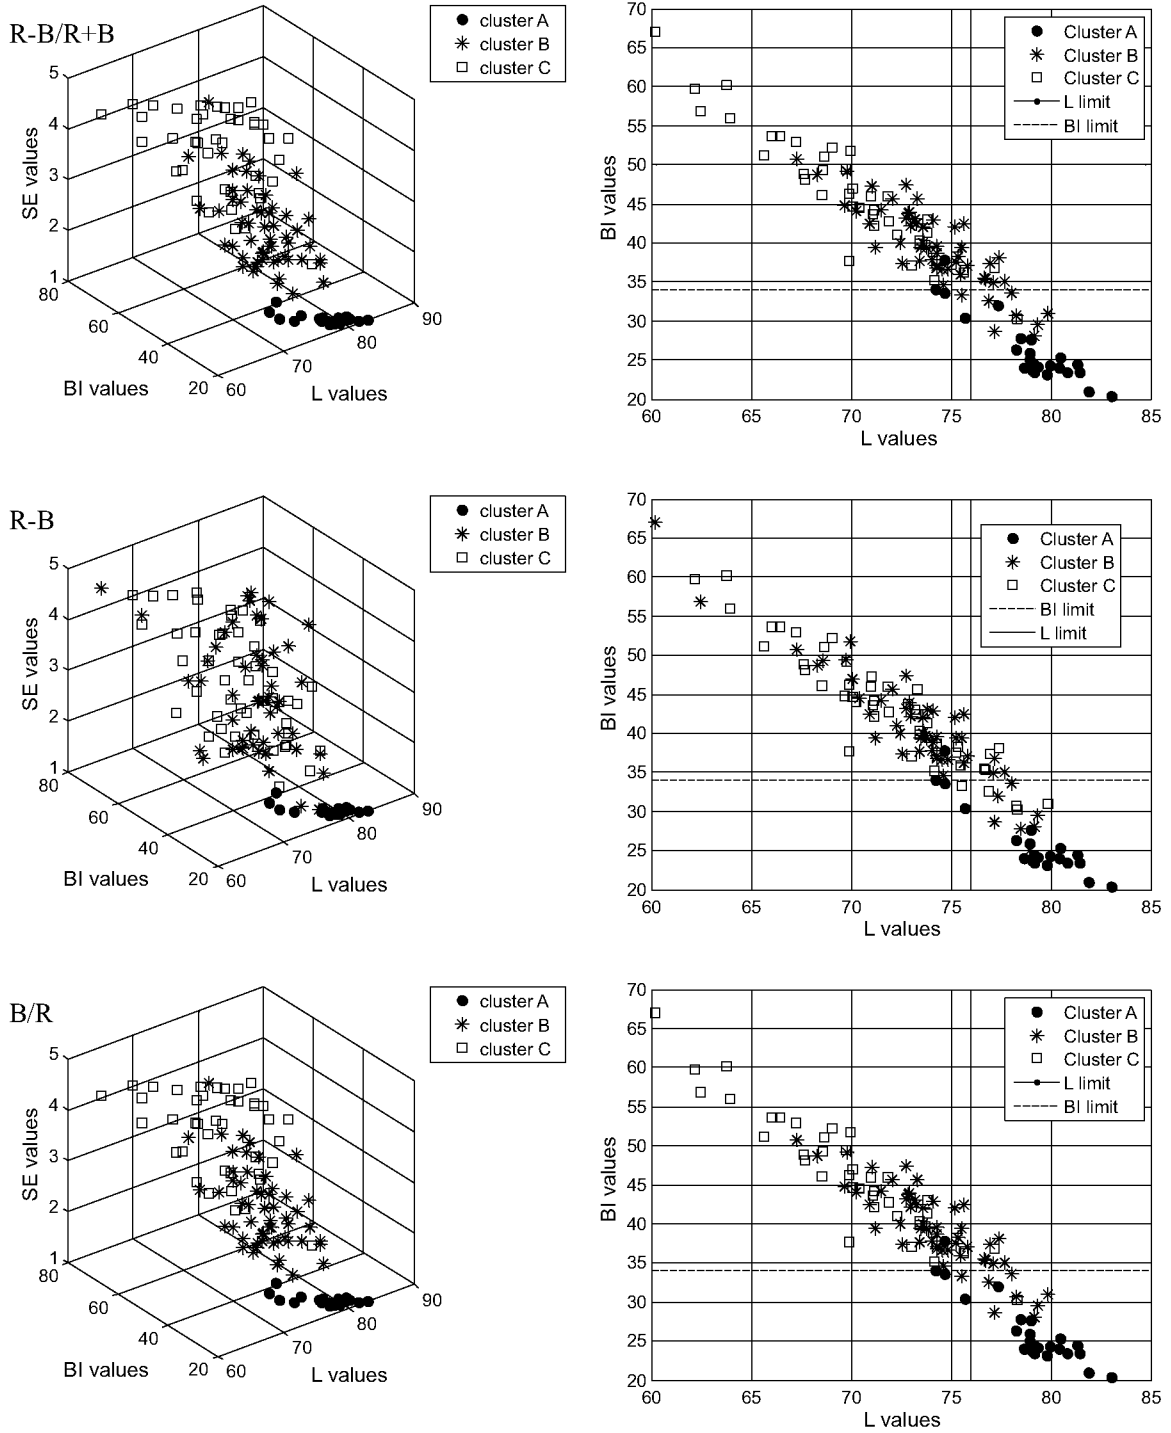 R-B/R+B
cluster A
cluster B
cluster C
5
4
3
2
1
80
60
40
20
60
70
80
90
SE values
BI values
L values
70
65
60
55
50
45
40
35
30
25
20
60
65
70
75
80
85
BI values
L values
Cluster A
Cluster B
Cluster C
L limit
BI limit
R-B
cluster A
cluster B
cluster C
5
4
3
2
1
80
60
40
20
60
70
80
90
SE values
BI values
L values
70
65
60
55
50
45
40
35
30
25
20
60
65
70
75
80
85
BI values
L values
Cluster A
Cluster B
Cluster C
BI limit
L limit
B/R
cluster A
cluster B
cluster C
5
4
3
2
1
80
60
40
20
60
70
80
90
SE values
BI values
L values
70
65
60
55
50
45
40
35
30
25
20
60
65
70
75
80
85
BI values
L values
Cluster A
Cluster B
Cluster C
L limit
BI limit